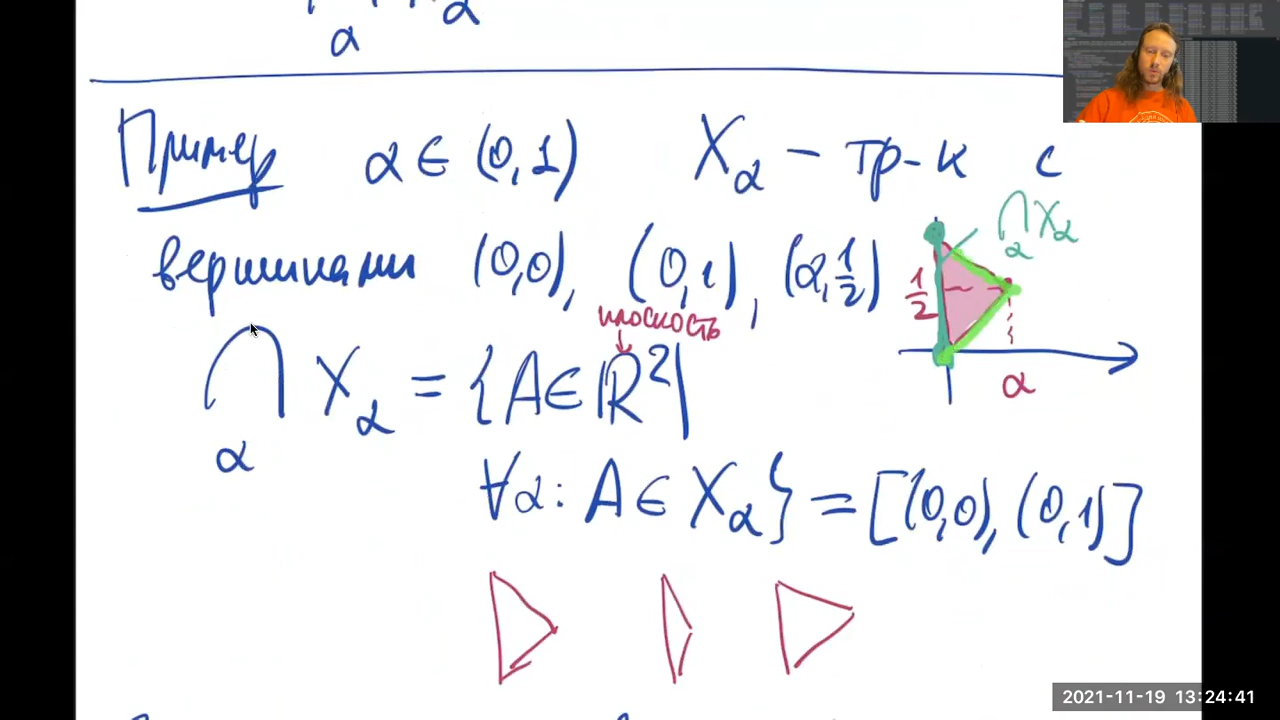 α α
Пример α ∈ (0,1) X_α – тр-к с
вершинами (0,0), (0,1), (α, 1/2)
⋂_α X_α
плоскость
1/2
α
⋂_α X_α = {A ∈ ℝ² |
∀α: A ∈ X_α} = [(0,0), (0,1)]
2021-11-19 13:24:41